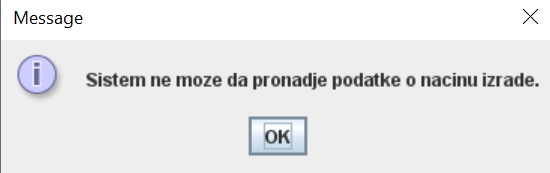 Message
Sistem ne moze da pronadje podatke o nacinu izrade.
OK